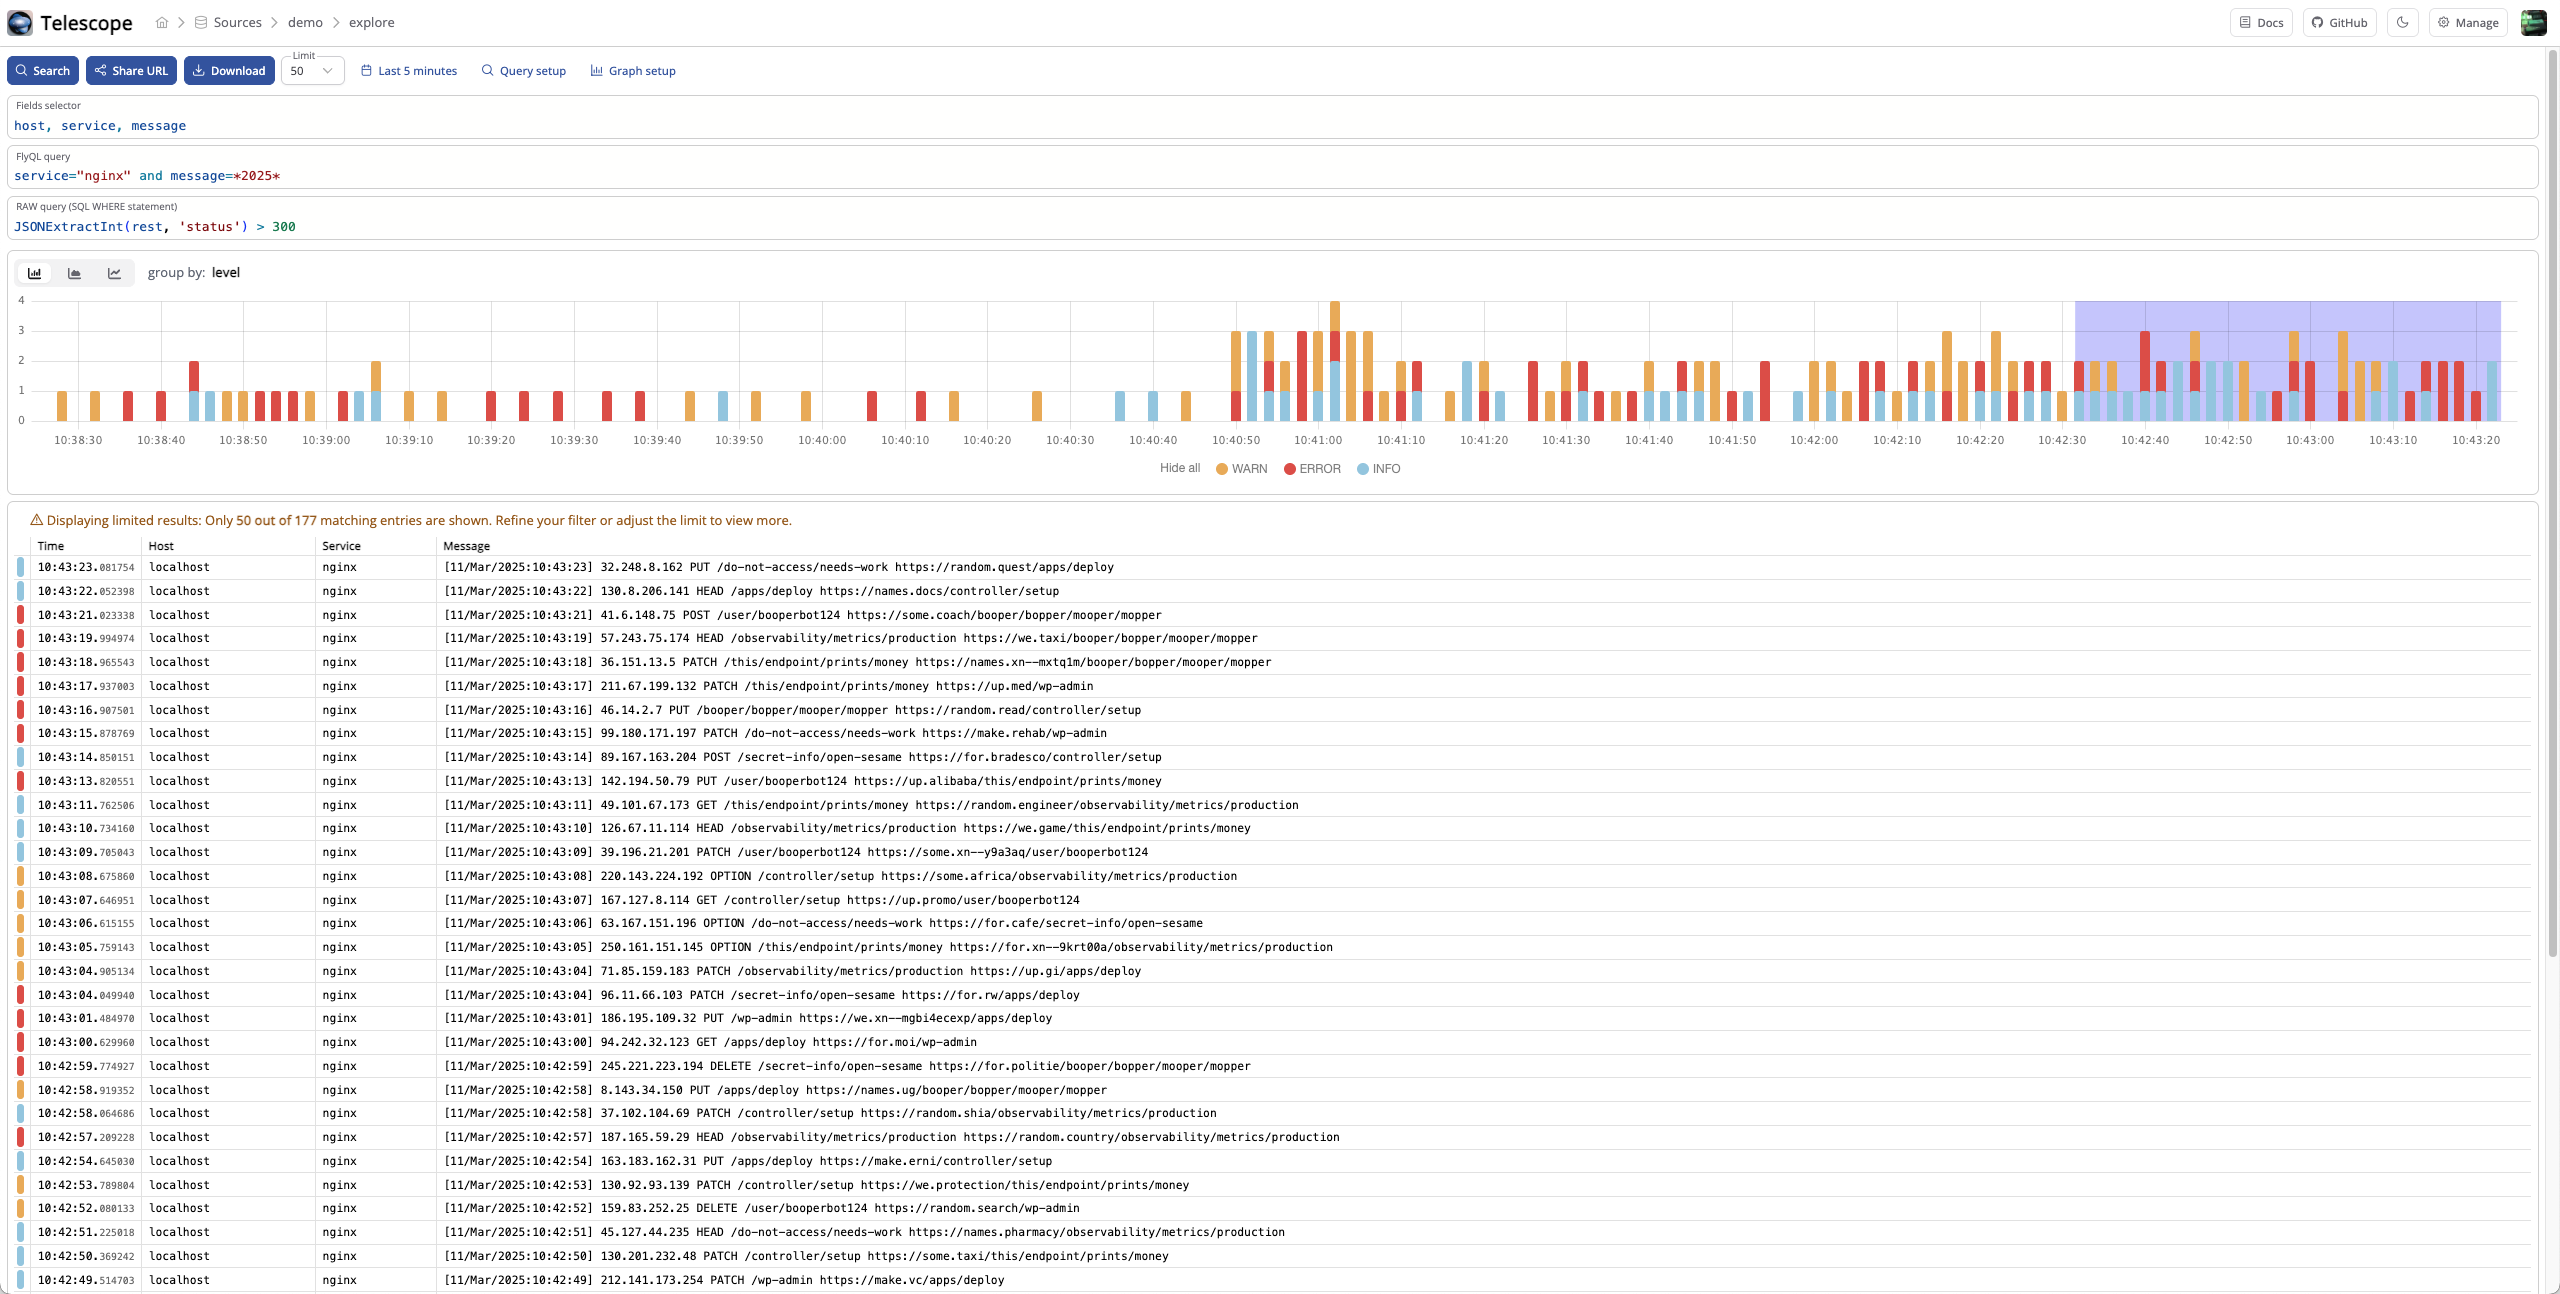 Telescope Sources demo explore Docs GitHub Manage
Search Share URL Download Limit 50 Last 5 minutes Query setup Graph setup
Fields selector
host, service, message
FlyQL query
service="nginx" and message=*2025*
RAW query (SQL WHERE statement)
JSONExtractInt(rest, 'status') > 300
group by: level
4
3
2
1
0
10:38:30 10:38:40 10:38:50 10:39:00 10:39:10 10:39:20 10:39:30 10:39:40 10:39:50 10:40:00 10:40:10 10:40:20 10:40:30 10:40:40 10:40:50 10:41:00 10:41:10 10:41:20 10:41:30 10:41:40 10:41:50 10:42:00 10:42:10 10:42:20 10:42:30 10:42:40 10:42:50 10:43:00 10:43:10 10:43:20
Hide all WARN ERROR INFO
Displaying limited results: Only 50 out of 177 matching entries are shown. Refine your filter or adjust the limit to view more.
Time Host Service Message
10:43:23.081754 localhost nginx [11/Mar/2025:10:43:23] 32.248.8.162 PUT /do-not-access/needs-work https://random.quest/apps/deploy
10:43:22.052398 localhost nginx [11/Mar/2025:10:43:22] 130.8.206.141 HEAD /apps/deploy https://names.docs/controller/setup
10:43:21.023338 localhost nginx [11/Mar/2025:10:43:21] 41.6.148.75 POST /user/booperbot124 https://some.coach/booper/bopper/mooper/mopper
10:43:19.994974 localhost nginx [11/Mar/2025:10:43:19] 57.243.75.174 HEAD /observability/metrics/production https://we.taxi/booper/bopper/mooper/mopper
10:43:18.965543 localhost nginx [11/Mar/2025:10:43:18] 36.151.13.5 PATCH /this/endpoint/prints/money https://names.xn--mxtq1m/booper/bopper/mooper/mopper
10:43:17.937003 localhost nginx [11/Mar/2025:10:43:17] 211.67.199.132 PATCH /this/endpoint/prints/money https://up.med/wp-admin
10:43:16.907501 localhost nginx [11/Mar/2025:10:43:16] 46.14.2.7 PUT /booper/bopper/mooper/mopper https://random.read/controller/setup
10:43:15.878769 localhost nginx [11/Mar/2025:10:43:15] 99.180.171.197 PATCH /do-not-access/needs-work https://make.rehab/wp-admin
10:43:14.850151 localhost nginx [11/Mar/2025:10:43:14] 89.167.163.204 POST /secret-info/open-sesame https://for.bradesco/controller/setup
10:43:13.820551 localhost nginx [11/Mar/2025:10:43:13] 142.194.50.79 PUT /user/booperbot124 https://up.alibaba/this/endpoint/prints/money
10:43:11.762506 localhost nginx [11/Mar/2025:10:43:11] 49.101.67.173 GET /this/endpoint/prints/money https://random.engineer/observability/metrics/production
10:43:10.734160 localhost nginx [11/Mar/2025:10:43:10] 126.67.11.114 HEAD /observability/metrics/production https://we.game/this/endpoint/prints/money
10:43:09.705043 localhost nginx [11/Mar/2025:10:43:09] 39.196.21.201 PATCH /user/booperbot124 https://some.xn--y9a3aq/user/booperbot124
10:43:08.675860 localhost nginx [11/Mar/2025:10:43:08] 220.143.224.192 OPTION /controller/setup https://some.africa/observability/metrics/production
10:43:07.646951 localhost nginx [11/Mar/2025:10:43:07] 167.127.8.114 GET /controller/setup https://up.promo/user/booperbot124
10:43:06.615155 localhost nginx [11/Mar/2025:10:43:06] 63.167.151.196 OPTION /do-not-access/needs-work https://for.cafe/secret-info/open-sesame
10:43:05.759143 localhost nginx [11/Mar/2025:10:43:05] 250.161.151.145 OPTION /this/endpoint/prints/money https://for.xn--9krt00a/observability/metrics/production
10:43:04.905134 localhost nginx [11/Mar/2025:10:43:04] 71.85.159.183 PATCH /observability/metrics/production https://up.gi/apps/deploy
10:43:04.049940 localhost nginx [11/Mar/2025:10:43:04] 96.11.66.103 PATCH /secret-info/open-sesame https://for.rw/apps/deploy
10:43:01.484970 localhost nginx [11/Mar/2025:10:43:01] 186.195.109.32 PUT /wp-admin https://we.xn--mgbi4ecexp/apps/deploy
10:43:00.629960 localhost nginx [11/Mar/2025:10:43:00] 94.242.32.123 GET /apps/deploy https://for.moi/wp-admin
10:42:59.774927 localhost nginx [11/Mar/2025:10:42:59] 245.221.223.194 DELETE /secret-info/open-sesame https://for.politie/booper/bopper/mooper/mopper
10:42:58.919352 localhost nginx [11/Mar/2025:10:42:58] 8.143.34.150 PUT /apps/deploy https://names.ug/booper/bopper/mooper/mopper
10:42:58.064686 localhost nginx [11/Mar/2025:10:42:58] 37.102.104.69 PATCH /controller/setup https://random.shia/observability/metrics/production
10:42:57.209228 localhost nginx [11/Mar/2025:10:42:57] 187.165.59.29 HEAD /observability/metrics/production https://random.country/observability/metrics/production
10:42:54.645030 localhost nginx [11/Mar/2025:10:42:54] 163.183.162.31 PUT /apps/deploy https://make.erni/controller/setup
10:42:53.789804 localhost nginx [11/Mar/2025:10:42:53] 130.92.93.139 PATCH /controller/setup https://we.protection/this/endpoint/prints/money
10:42:52.080133 localhost nginx [11/Mar/2025:10:42:52] 159.83.252.25 DELETE /user/booperbot124 https://random.search/wp-admin
10:42:51.225018 localhost nginx [11/Mar/2025:10:42:51] 45.127.44.235 HEAD /do-not-access/needs-work https://names.pharmacy/observability/metrics/production
10:42:50.369242 localhost nginx [11/Mar/2025:10:42:50] 130.201.232.48 PATCH /controller/setup https://some.taxi/this/endpoint/prints/money
10:42:49.514703 localhost nginx [11/Mar/2025:10:42:49] 212.141.173.254 PATCH /wp-admin https://make.vc/apps/deploy